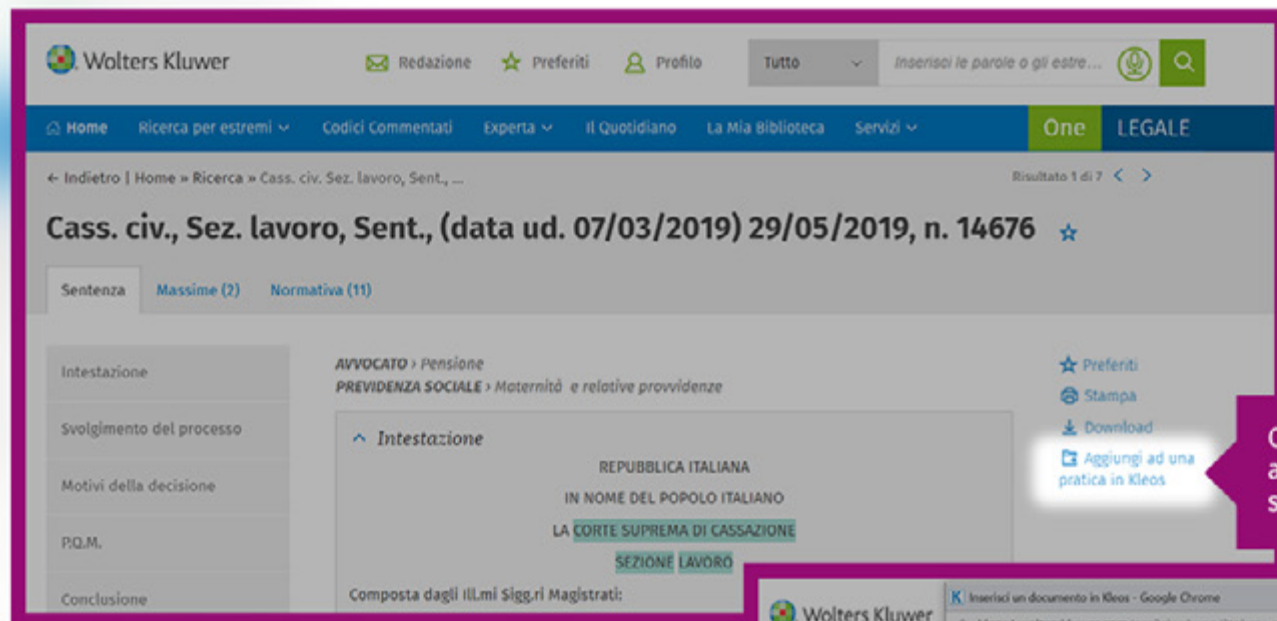 Wolters Kluwer
Redazione Preferiti Profilo Tutto Inserisci le parole o gli estre...
Home Ricerca per estremi Codici Commentati Experta Il Quotidiano La Mia Biblioteca Servizi One LEGALE
← Indietro | Home » Ricerca » Cass. civ. Sez. lavoro, Sent., ... Risultato 1 di 7 < >
Cass. civ., Sez. lavoro, Sent., (data ud. 07/03/2019) 29/05/2019, n. 14676
Sentenza Massime (2) Normativa (11)
Intestazione
Svolgimento del processo
Motivi della decisione
P.Q.M.
Conclusione
AVVOCATO › Pensione
PREVIDENZA SOCIALE › Maternità e relative provvidenze
Intestazione
REPUBBLICA ITALIANA
IN NOME DEL POPOLO ITALIANO
LA CORTE SUPREMA DI CASSAZIONE
SEZIONE LAVORO
Composta dagli Ill.mi Sigg.ri Magistrati:
Preferiti
Stampa
Download
Aggiungi ad una
pratica in Kleos
Wolters Kluwer
K Inserisci un documento in Kleos - Google Chrome